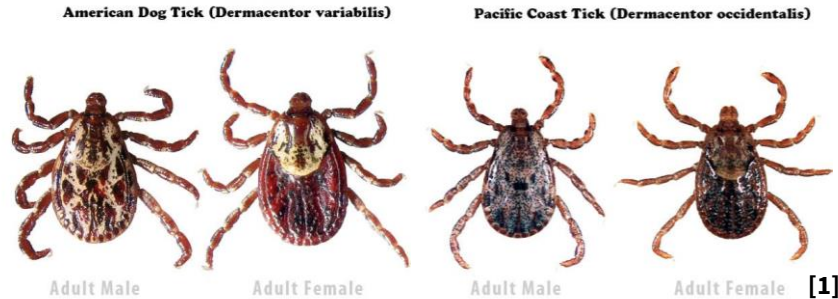 American Dog Tick (Dermacentor variabilis)
Pacific Coast Tick (Dermacentor occidentalis)
Adult Male
Adult Female
Adult Male
Adult Female
[1]